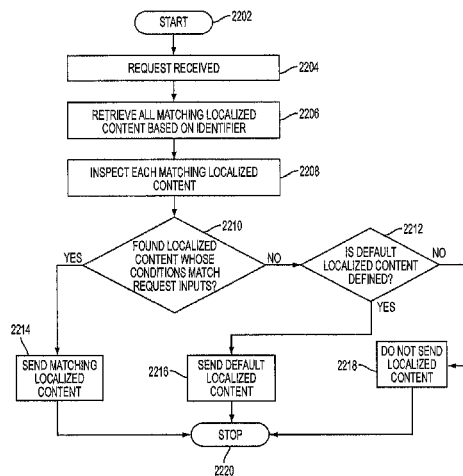 START
2202
REQUEST RECEIVED
2204
RETRIEVE ALL MATCHING LOCALIZED
CONTENT BASED ON IDENTIFIER
2206
INSPECT EACH MATCHING LOCALIZED
CONTENT
2208
2210
FOUND LOCALIZED
CONTENT WHOSE
CONDITIONS MATCH
REQUEST INPUTS?
YES
NO
2212
IS DEFAULT
LOCALIZED CONTENT
DEFINED?
NO
YES
2214
SEND MATCHING
LOCALIZED
CONTENT
2216
SEND DEFAULT
LOCALIZED
CONTENT
2218
DO NOT SEND
LOCALIZED
CONTENT
STOP
2220